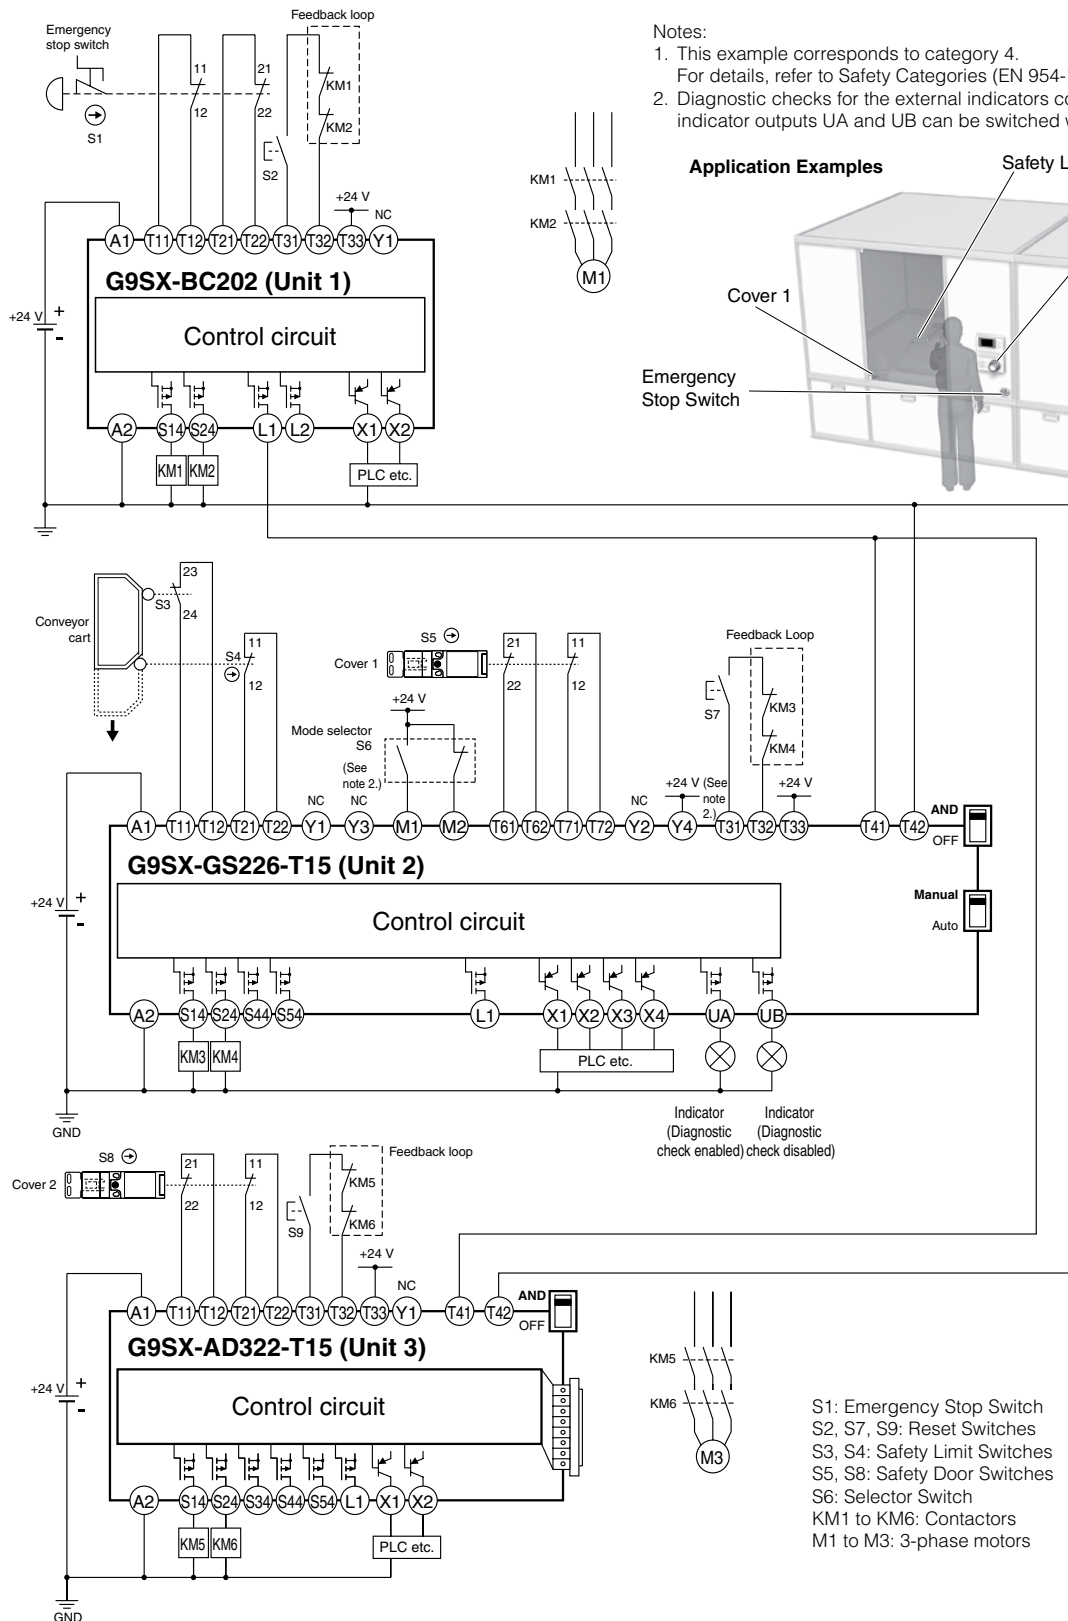 Emergency
stop switch
S1
11
12
21
22
S2
Feedback loop
KM1
KM2
+24 V
NC
A1 T11 T12 T21 T22 T31 T32 T33 Y1
G9SX-BC202 (Unit 1)
Control circuit
+24 V
+
-
A2 S14 S24 L1 L2 X1 X2
KM1 KM2
PLC etc.
KM1
KM2
M1
Notes:
1. This example corresponds to category 4.
For details, refer to Safety Categories (EN 954-
2. Diagnostic checks for the external indicators
indicator outputs UA and UB can be switched
Application Examples
Safety
Cover 1
Emergency
Stop Switch
Conveyor
cart
S3
23
24
S4
11
12
Cover 1
S5
21
22
11
12
+24 V
Mode selector
S6
(See
note 2.)
Feedback Loop
S7
KM3
KM4
NC
NC
NC
+24 V
(See
note
2.)
+24 V
A1 T11 T12 T21 T22 Y1 Y3 M1 M2 T61 T62 T71 T72 Y2 Y4 T31 T32 T33 T41 T42
AND
OFF
Manual
Auto
G9SX-GS226-T15 (Unit 2)
Control circuit
+24 V
+
-
A2 S14 S24 S44 S54 L1 X1 X2 X3 X4 UA UB
KM3 KM4
PLC etc.
GND
Indicator
(Diagnostic
check enabled)
Indicator
(Diagnostic
check disabled)
Cover 2
S8
21
22
11
12
S9
Feedback loop
KM5
KM6
+24 V
NC
A1 T11 T12 T21 T22 T31 T32 T33 Y1 T41 T42
AND
OFF
G9SX-AD322-T15 (Unit 3)
Control circuit
+24 V
+
-
A2 S14 S24 S34 S44 S54 L1 X1 X2
KM5 KM6
PLC etc.
GND
KM5
KM6
M3
S1: Emergency Stop Switch
S2, S7, S9: Reset Switches
S3, S4: Safety Limit Switches
S5, S8: Safety Door Switches
S6: Selector Switch
KM1 to KM6: Contactors
M1 to M3: 3-phase motors